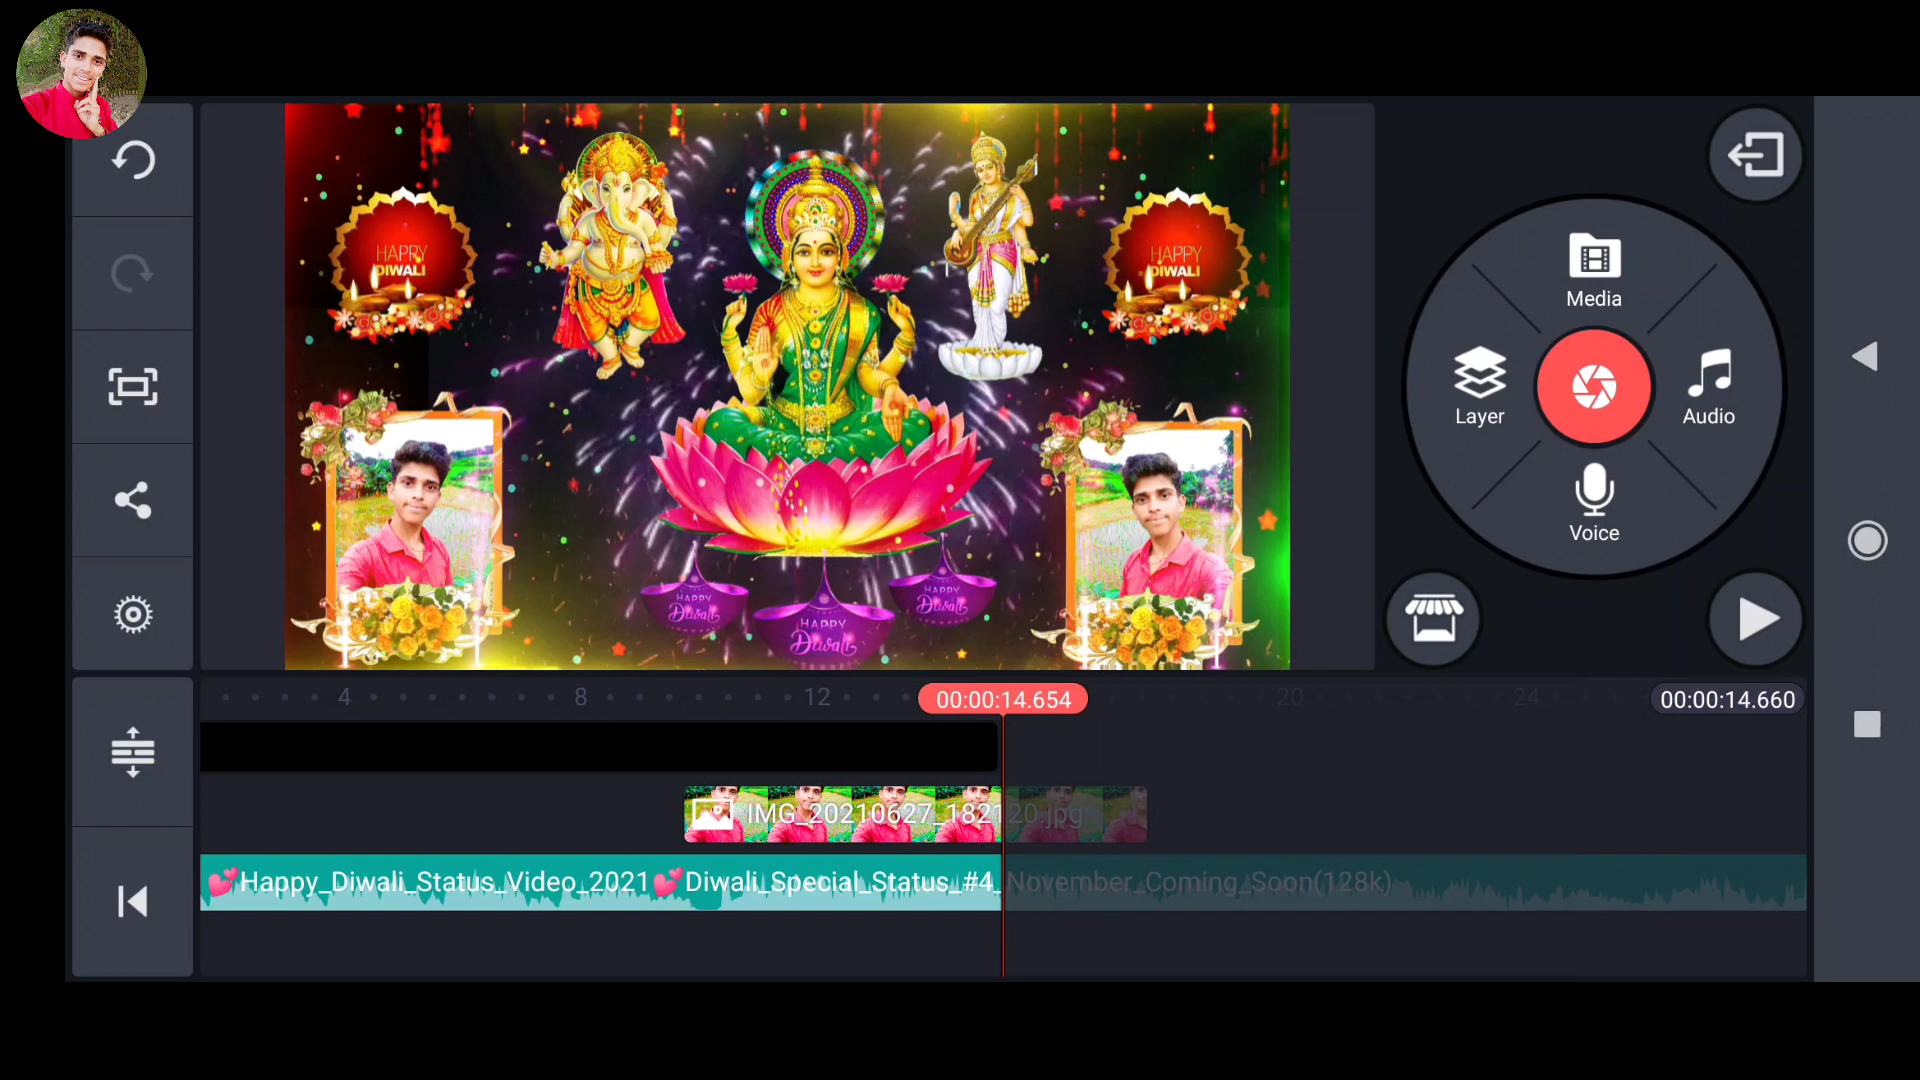 HAPPY
DIWALI
HAPPY
DIWALI
HAPPY
Diwali
HAPPY
Diwali
HAPPY
Diwali
Media
Layer
Audio
Voice
4
8
12
00:00:14.654
20
24
00:00:14.660
IMG_20210627_182120.jpg
💕Happy_Diwali_Status_Video_2021💕Diwali_Special_Status_#4_November_Coming_Soon(128k)